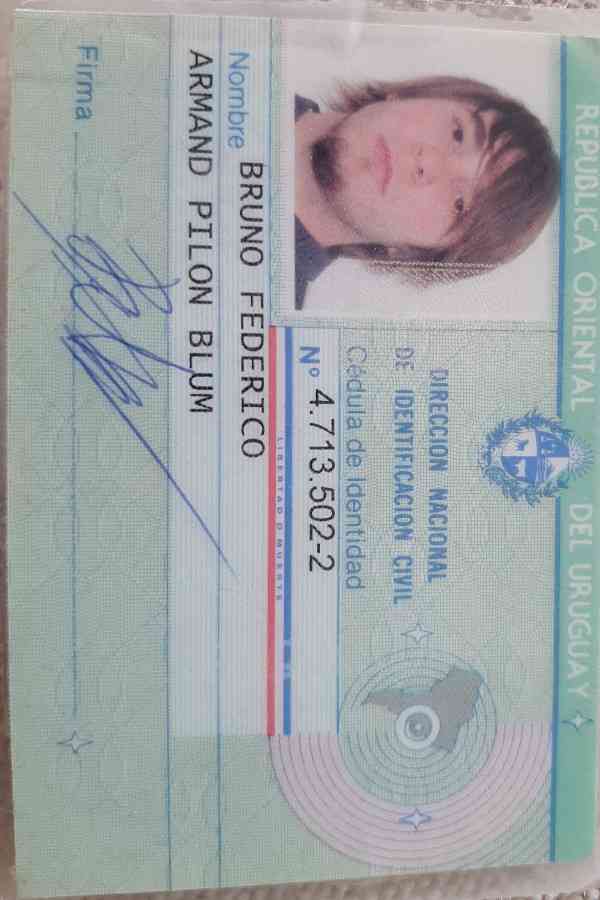 REPUBLICA ORIENTAL DEL URUGUAY
DIRECCION NACIONAL
DE IDENTIFICACION CIVIL
Cédula de Identidad
Nº 4.713.502-2
LIBERTAD O MUERTE
Nombre BRUNO FEDERICO
ARMAND PILON BLUM
Firma